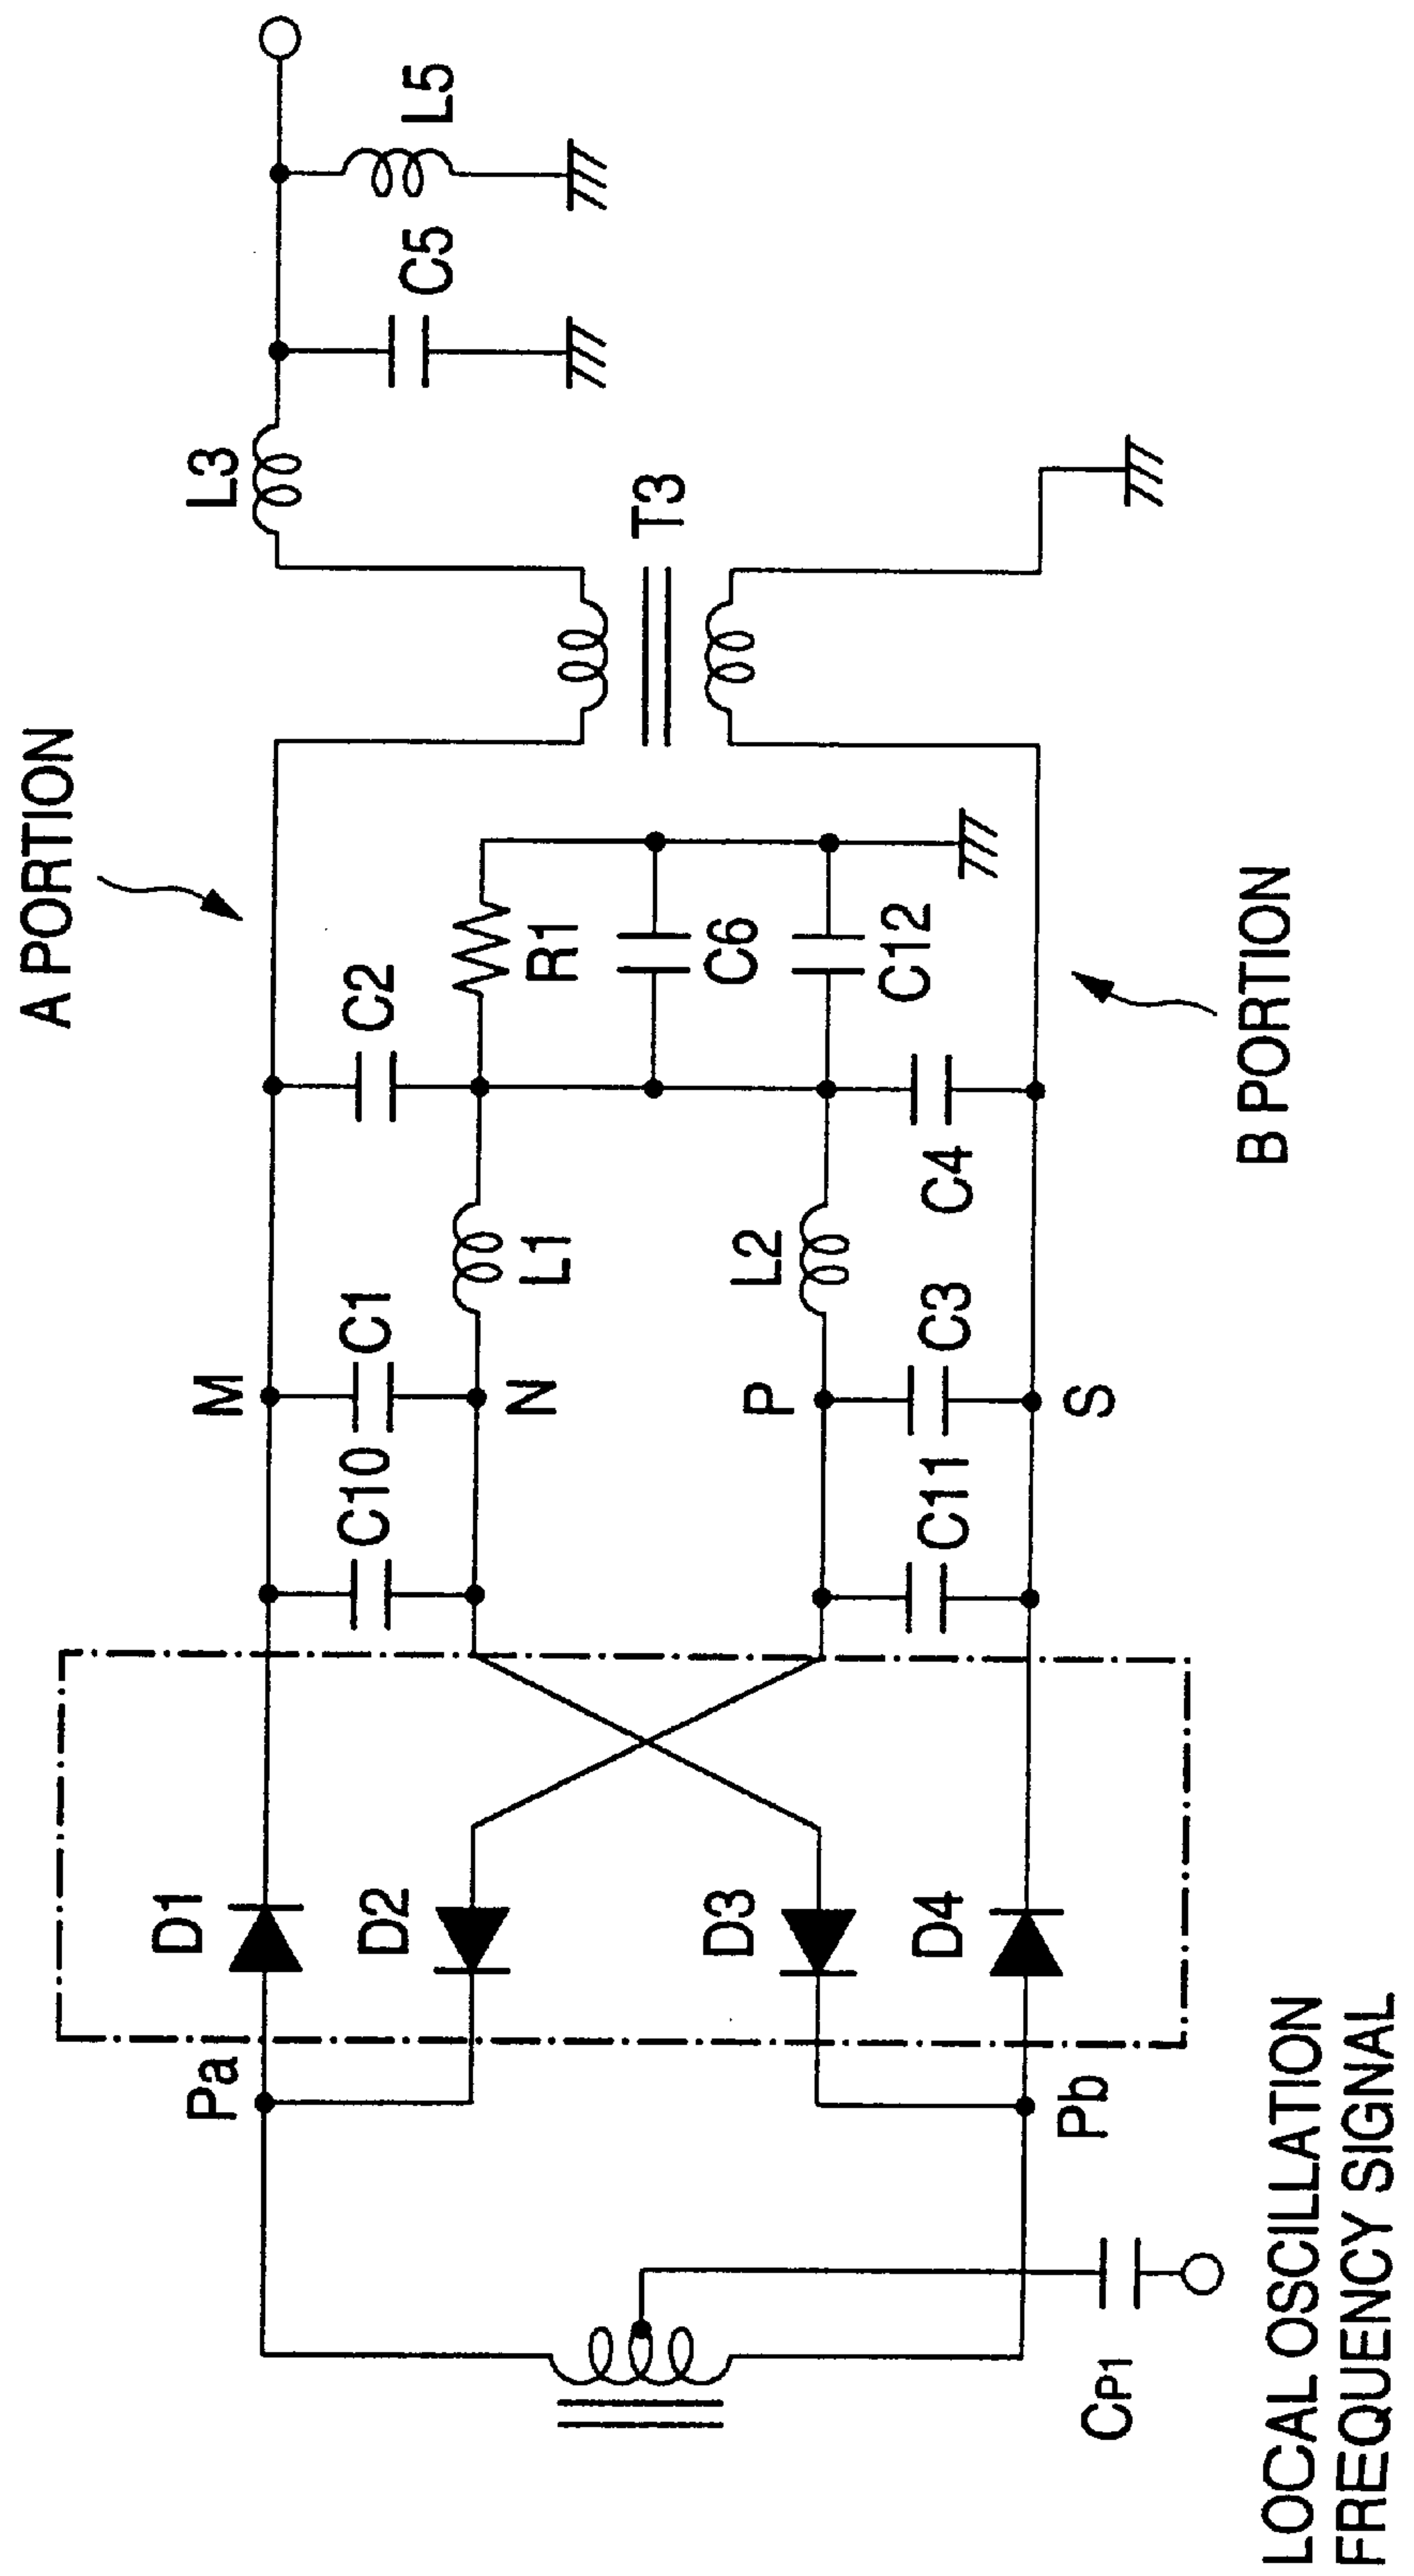 A PORTION
L3
L5
C5
T3
M
C10
C1
C2
N
L1
R1
C6
P
L2
C12
C11
C3
C4
S
B PORTION
Pa
D1
D2
D3
D4
Pb
CP1
LOCAL OSCILLATION
FREQUENCY SIGNAL